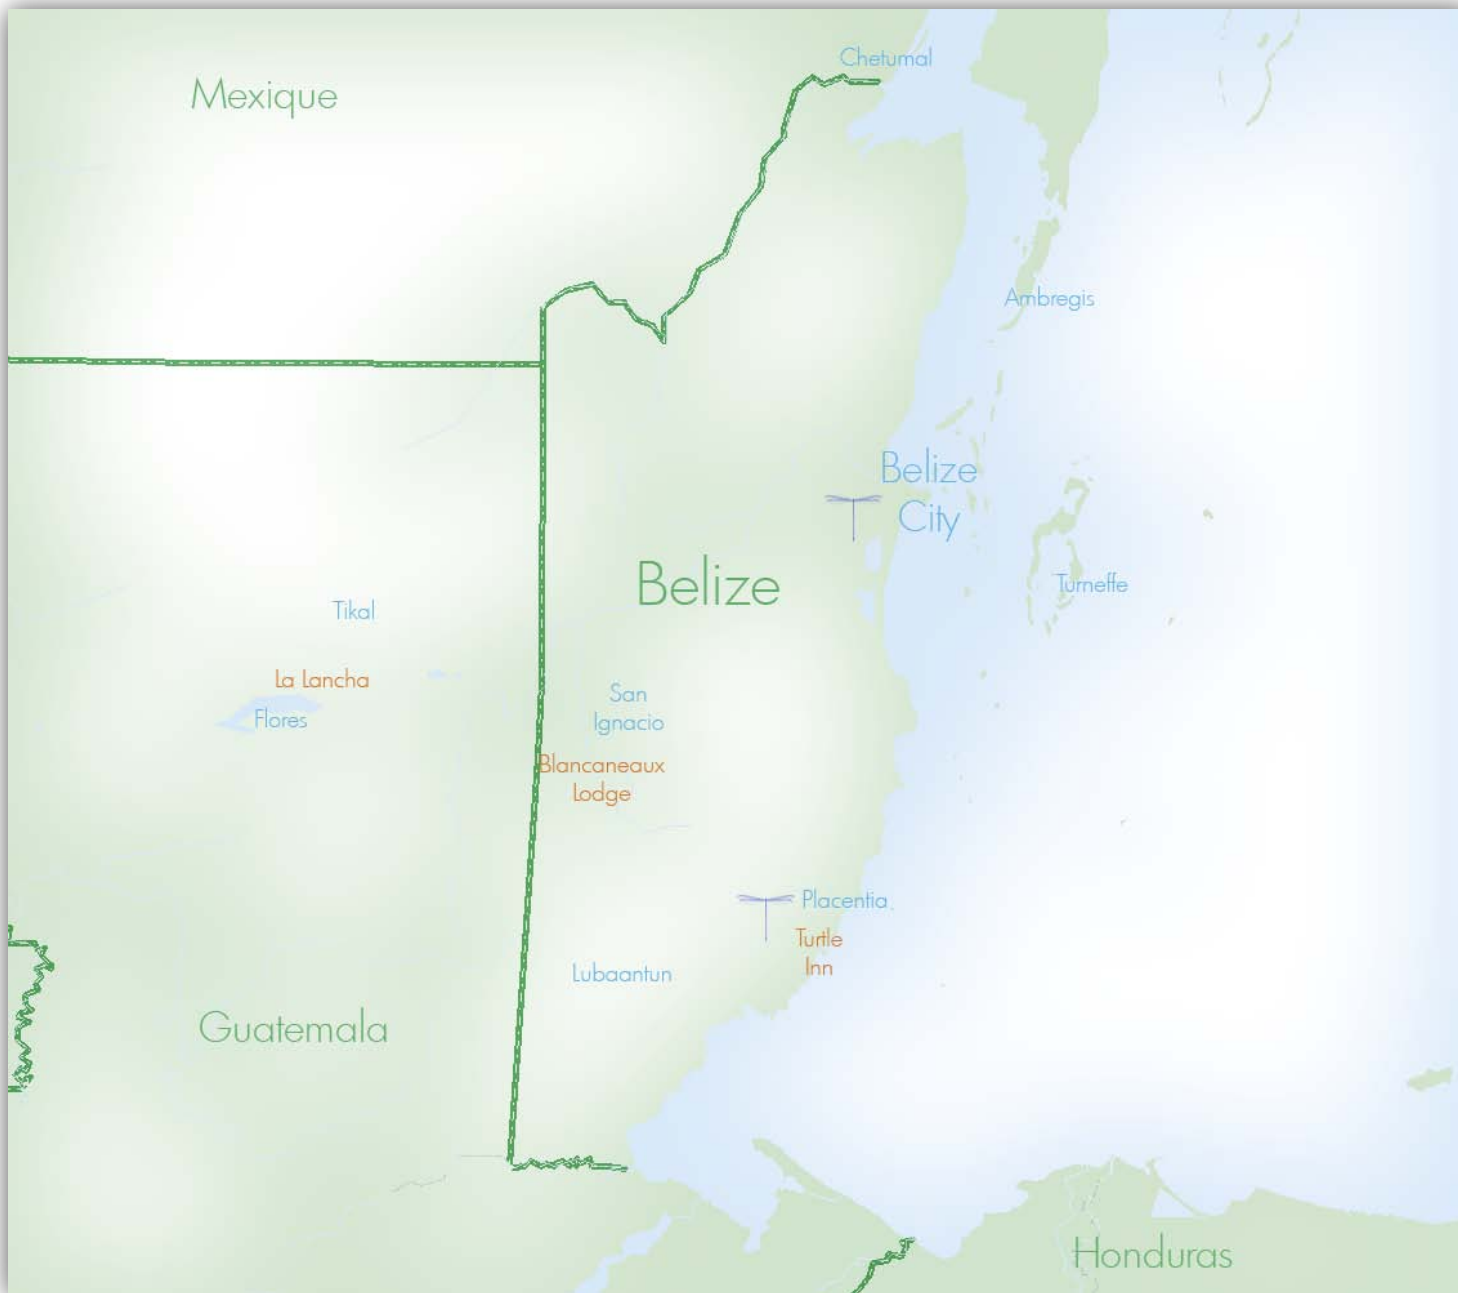 Chetumal
Mexique
Ambregis
Belize
City
Belize
Turneffe
Tikal
La Lancha
Flores
San
Ignacio
Blancaneaux
Lodge
Placentia
Turtle
Inn
Lubaantun
Guatemala
Honduras